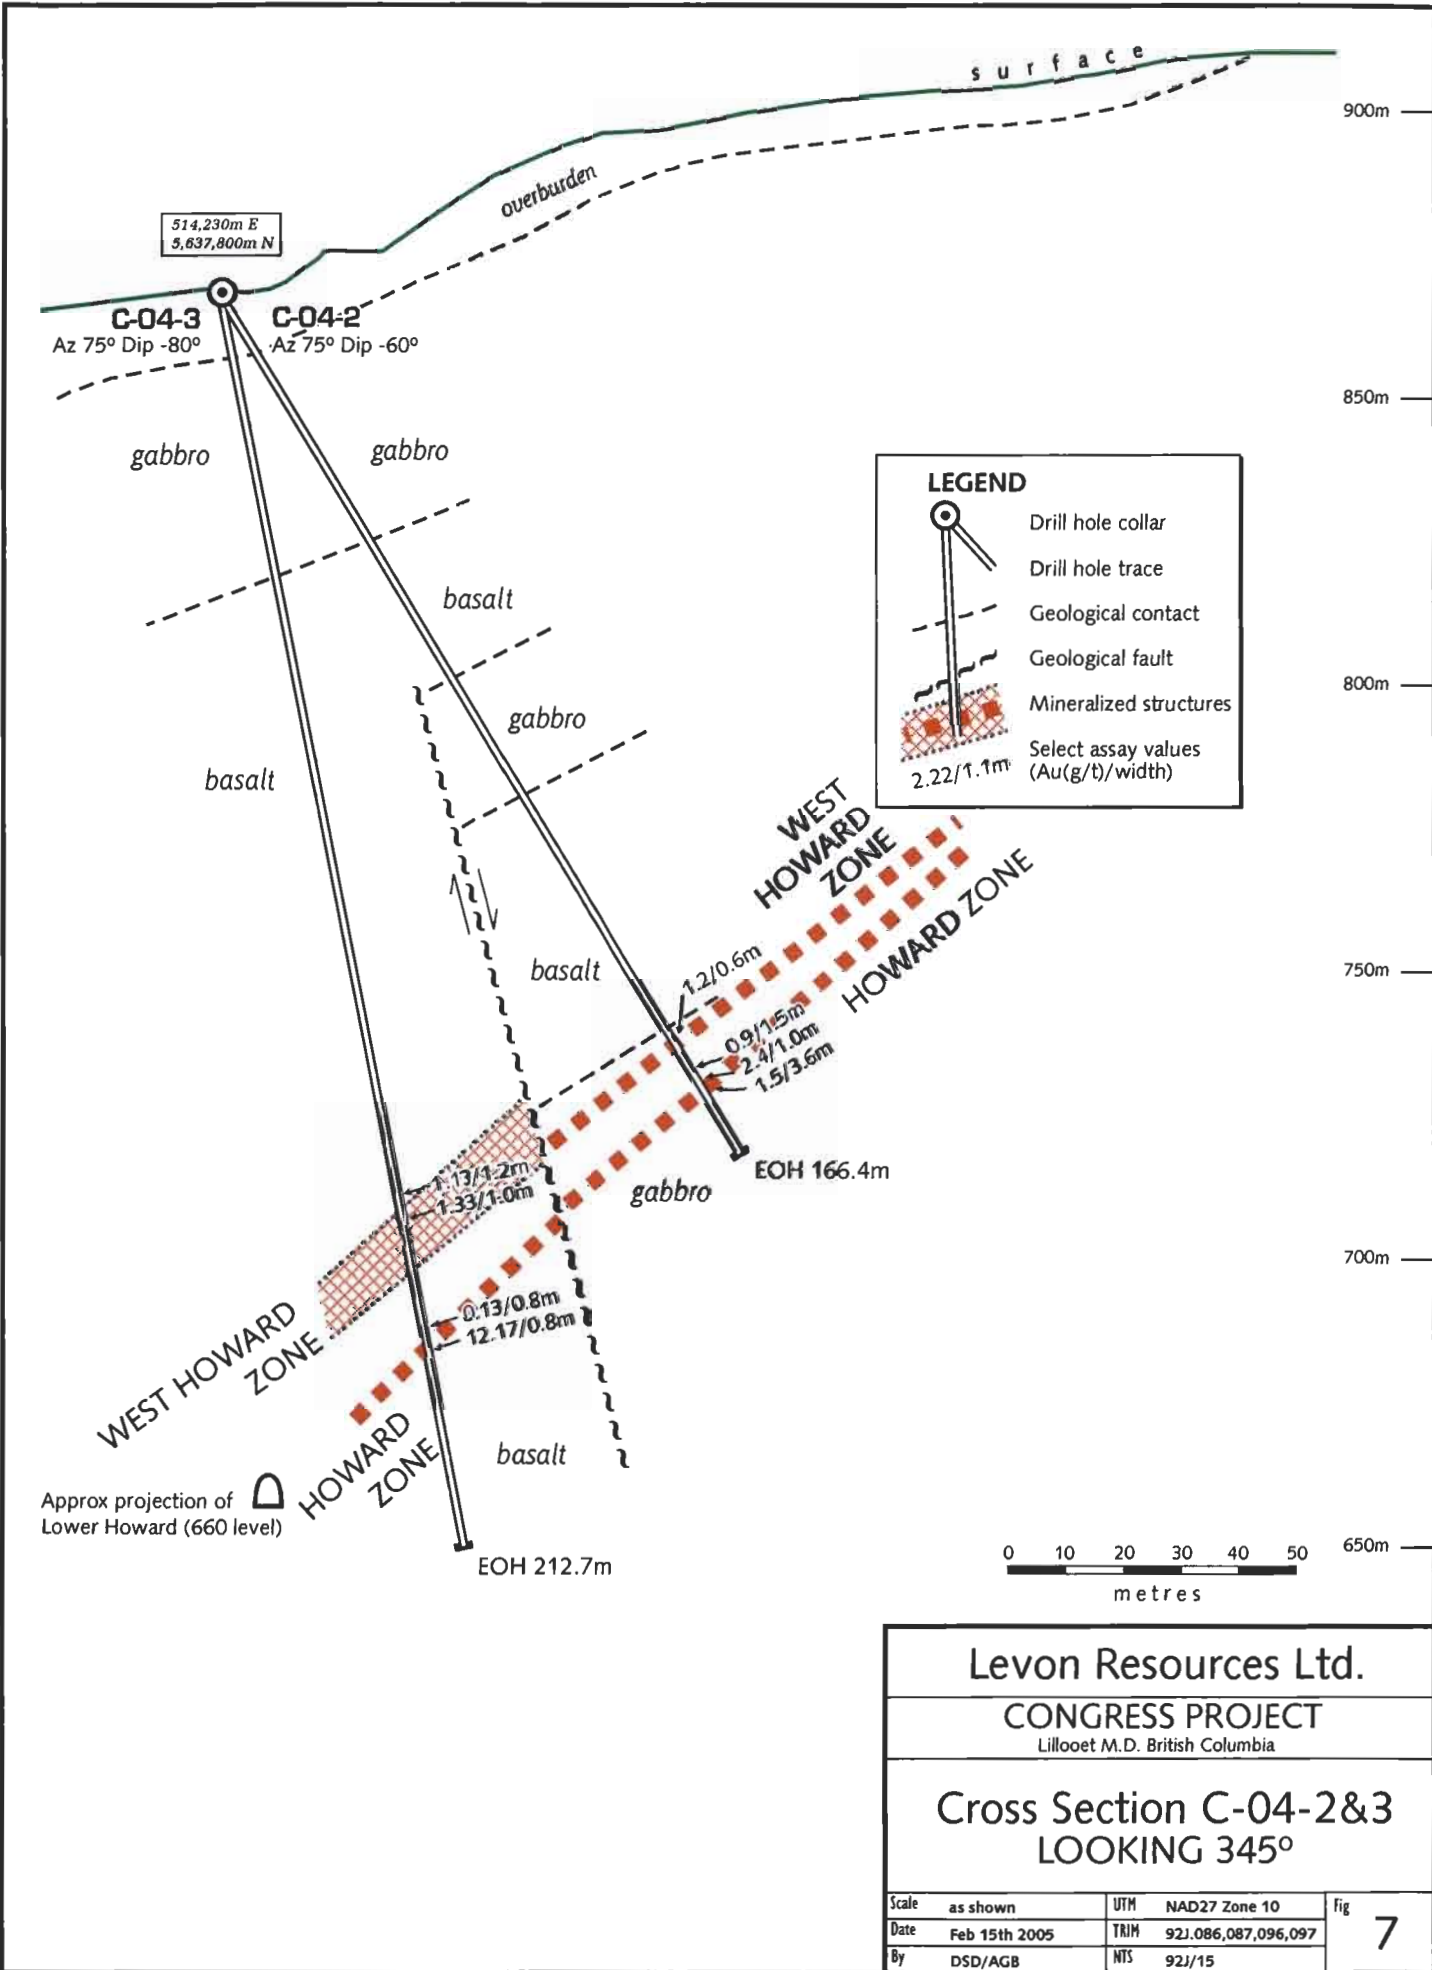 surface
900m
overburden
514,230m E
5,637,800m N
C-04-3
C-04-2
Az 75º Dip -80º
Az 75º Dip -60º
850m
gabbro
gabbro
LEGEND
Drill hole collar
Drill hole trace
Geological contact
Geological fault
Mineralized structures
Select assay values
(Au(g/t)/width)
2.22/1.1m
basalt
800m
gabbro
basalt
WEST
HOWARD
ZONE
HOWARD ZONE
basalt
750m
1.2/0.6m
0.9/1.5m
2.4/1.0m
1.5/3.6m
EOH 166.4m
1.13/1.2m
1.33/1.0m
gabbro
700m
0.13/0.8m
12.17/0.8m
WEST HOWARD
ZONE
HOWARD
ZONE
basalt
Approx projection of
Lower Howard (660 level)
EOH 212.7m
650m
0 10 20 30 40 50
metres
Levon Resources Ltd.
CONGRESS PROJECT
Lillooet M.D. British Columbia
Cross Section C-04-2&3
LOOKING 345º
Scale as shown UTM NAD27 Zone 10 Fig
Date Feb 15th 2005 TRIM 92J.086,087,096,097 7
By DSD/AGB NTS 92J/15